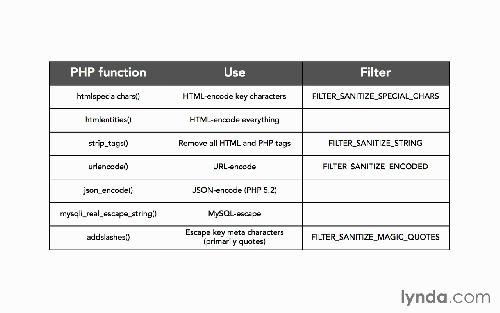 PHP function Use Filter
htmlspecialchars() HTML-encode key characters FILTER_SANITIZE_SPECIAL_CHARS
htmlentities() HTML-encode everything
strip_tags() Remove all HTML and PHP tags FILTER_SANITIZE_STRING
urlencode() URL-encode FILTER_SANITIZE_ENCODED
json_encode() JSON-encode (PHP 5.2)
mysqli_real_escape_string() MySQL-escape
addslashes() Escape key meta characters (primarily quotes) FILTER_SANITIZE_MAGIC_QUOTES
lynda.com